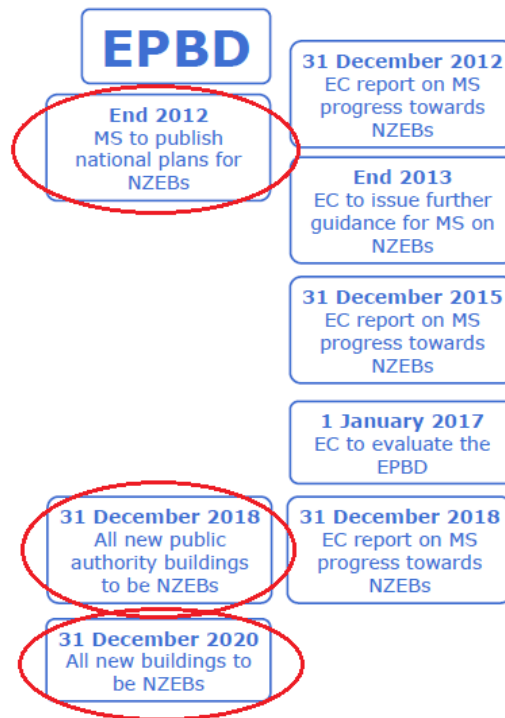 EPBD
31 December 2012
EC report on MS
progress towards
NZEBs
End 2012
MS to publish
national plans for
NZEBs
End 2013
EC to issue further
guidance for MS on
NZEBs
31 December 2015
EC report on MS
progress towards
NZEBs
1 January 2017
EC to evaluate the
EPBD
31 December 2018
All new public
authority buildings
to be NZEBs
31 December 2018
EC report on MS
progress towards
NZEBs
31 December 2020
All new buildings to
be NZEBs